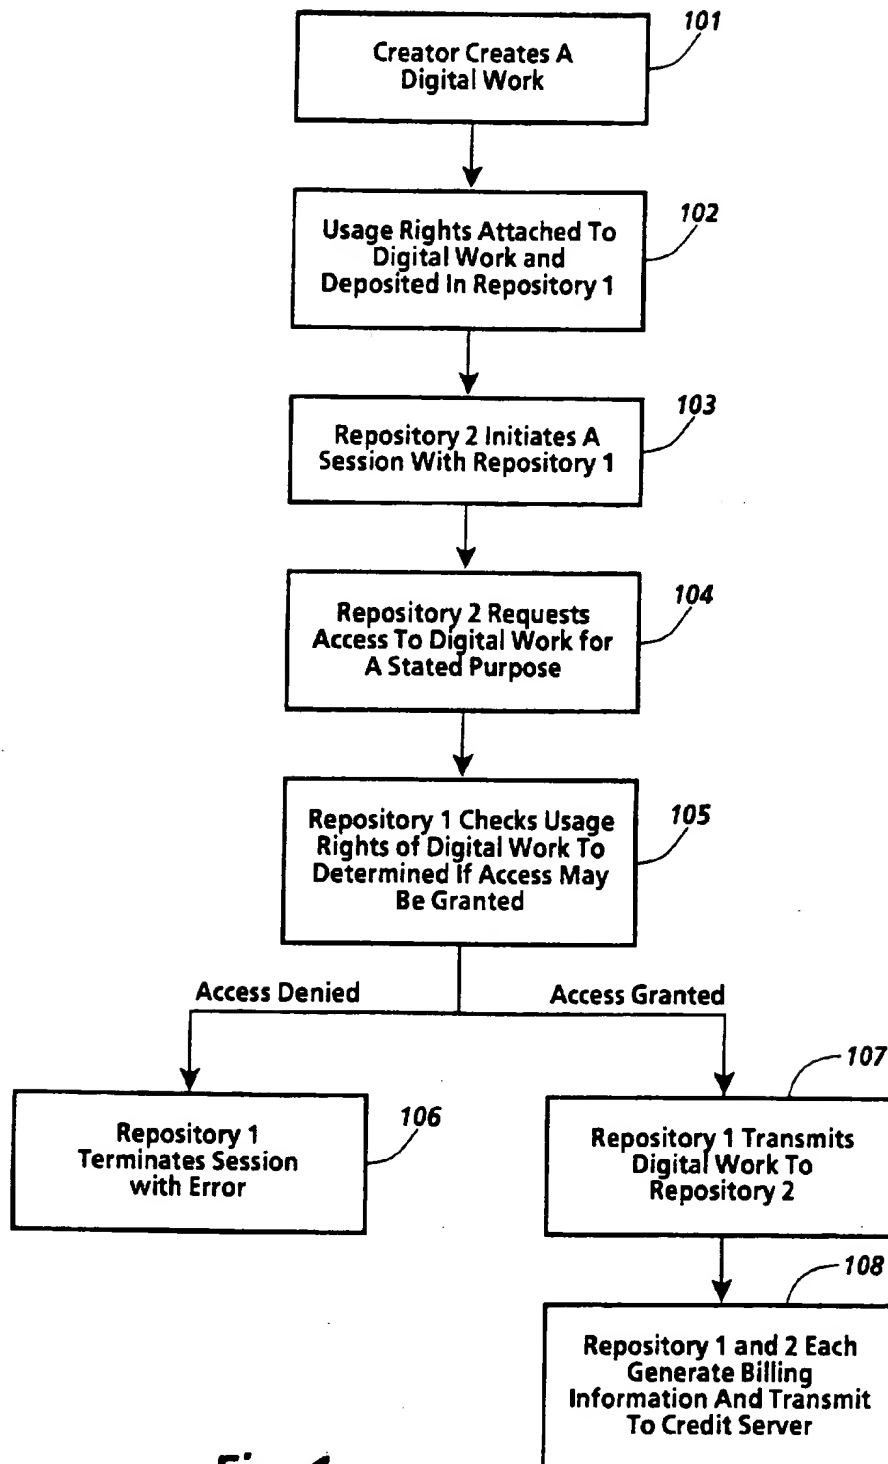 101
Creator Creates A
Digital Work
102
Usage Rights Attached To
Digital Work and
Deposited In Repository 1
103
Repository 2 Initiates A
Session With Repository 1
104
Repository 2 Requests
Access To Digital Work for
A Stated Purpose
105
Repository 1 Checks Usage
Rights of Digital Work To
Determined If Access May
Be Granted
Access Denied
Access Granted
106
Repository 1
Terminates Session
with Error
107
Repository 1 Transmits
Digital Work To
Repository 2
108
Repository 1 and 2 Each
Generate Billing
Information And Transmit
To Credit Server